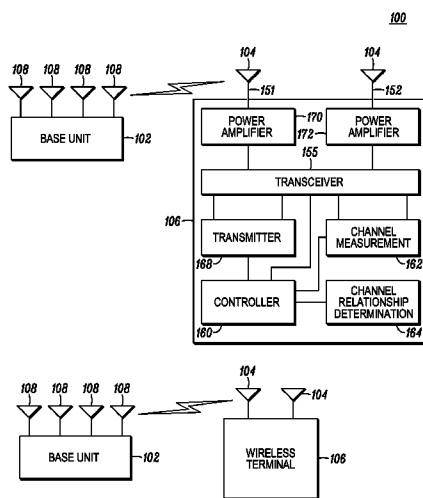 100
104 104
108 108 108 108
151 152
BASE UNIT
102
POWER AMPLIFIER
170
172
POWER AMPLIFIER
155
TRANSCEIVER
106
TRANSMITTER
168
CHANNEL MEASUREMENT
162
CONTROLLER
160
CHANNEL RELATIONSHIP DETERMINATION
164
108 108 108 108
104
104
BASE UNIT
102
WIRELESS TERMINAL
106